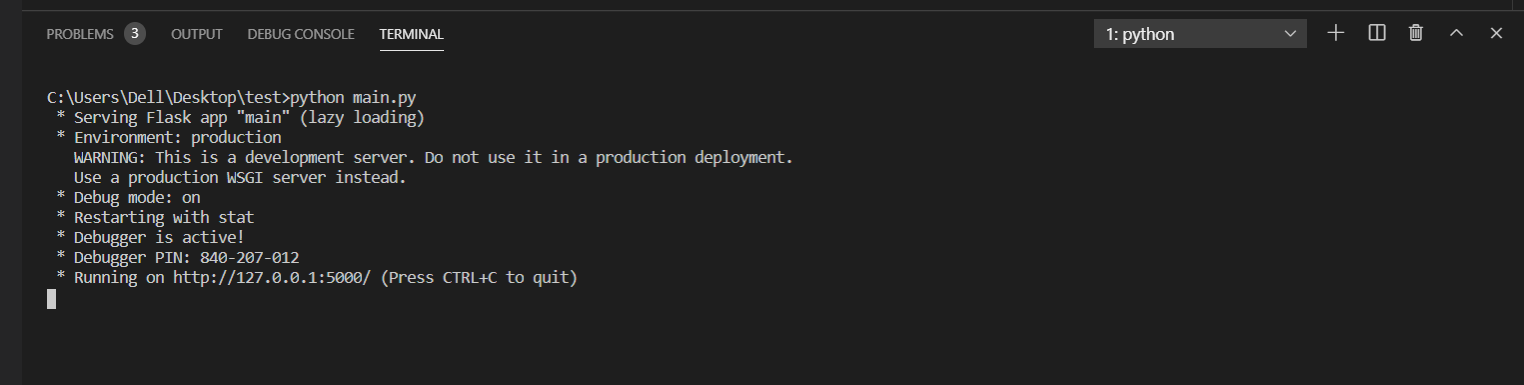 PROBLEMS 3 OUTPUT DEBUG CONSOLE TERMINAL 1: python
C:\Users\Dell\Desktop\test>python main.py
* Serving Flask app "main" (lazy loading)
* Environment: production
WARNING: This is a development server. Do not use it in a production deployment.
Use a production WSGI server instead.
* Debug mode: on
* Restarting with stat
* Debugger is active!
* Debugger PIN: 840-207-012
* Running on http://127.0.0.1:5000/ (Press CTRL+C to quit)